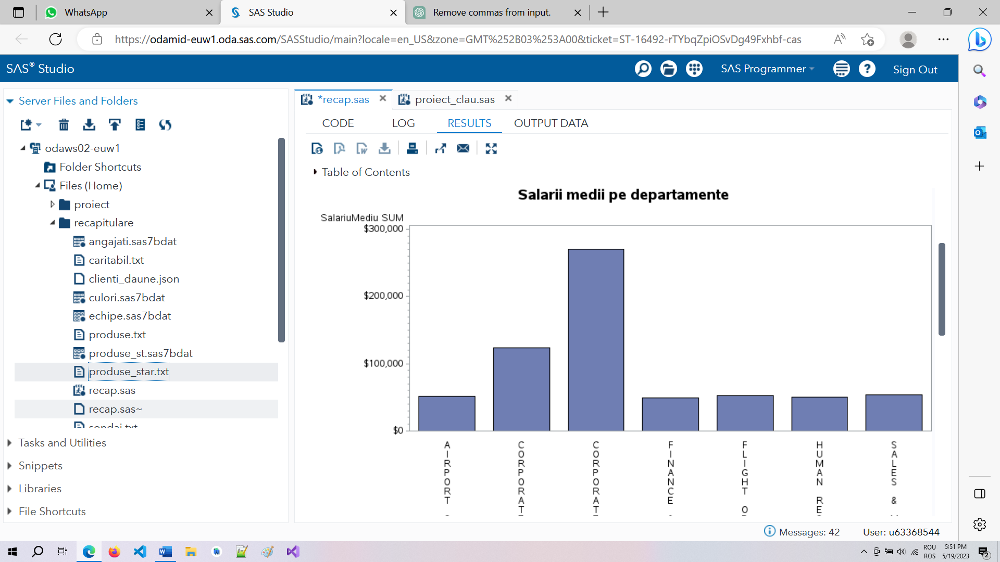 WhatsApp
SAS Studio
Remove commas from input.
https://odamid-euw1.oda.sas.com/SASStudio/main?locale=en_US&zone=GMT%252B03%253A00&ticket=ST-16492-rTYbqZpiOSvDg49Fxhbf-cas
SAS® Studio
SAS Programmer
Sign Out
Server Files and Folders
odaws02-euw1
Folder Shortcuts
Files (Home)
proiect
recapitulare
angajati.sas7bdat
caritabil.txt
clienti_daune.json
culori.sas7bdat
echipe.sas7bdat
produse.txt
produse_st.sas7bdat
produse_star.txt
recap.sas
recap.sas~
Tasks and Utilities
Snippets
Libraries
File Shortcuts
*recap.sas
proiect_clau.sas
CODE
LOG
RESULTS
OUTPUT DATA
Table of Contents
Salarii medii pe departamente
SalariuMediu SUM
$300,000
$200,000
$100,000
$0
AIRPORT
CORPORAT
CORPORAT
FINANCE
FLIGHT O
HUMAN RE
SALES &
Messages: 42
User: u63368544
ROU
ROS
5:51 PM
5/19/2023
2